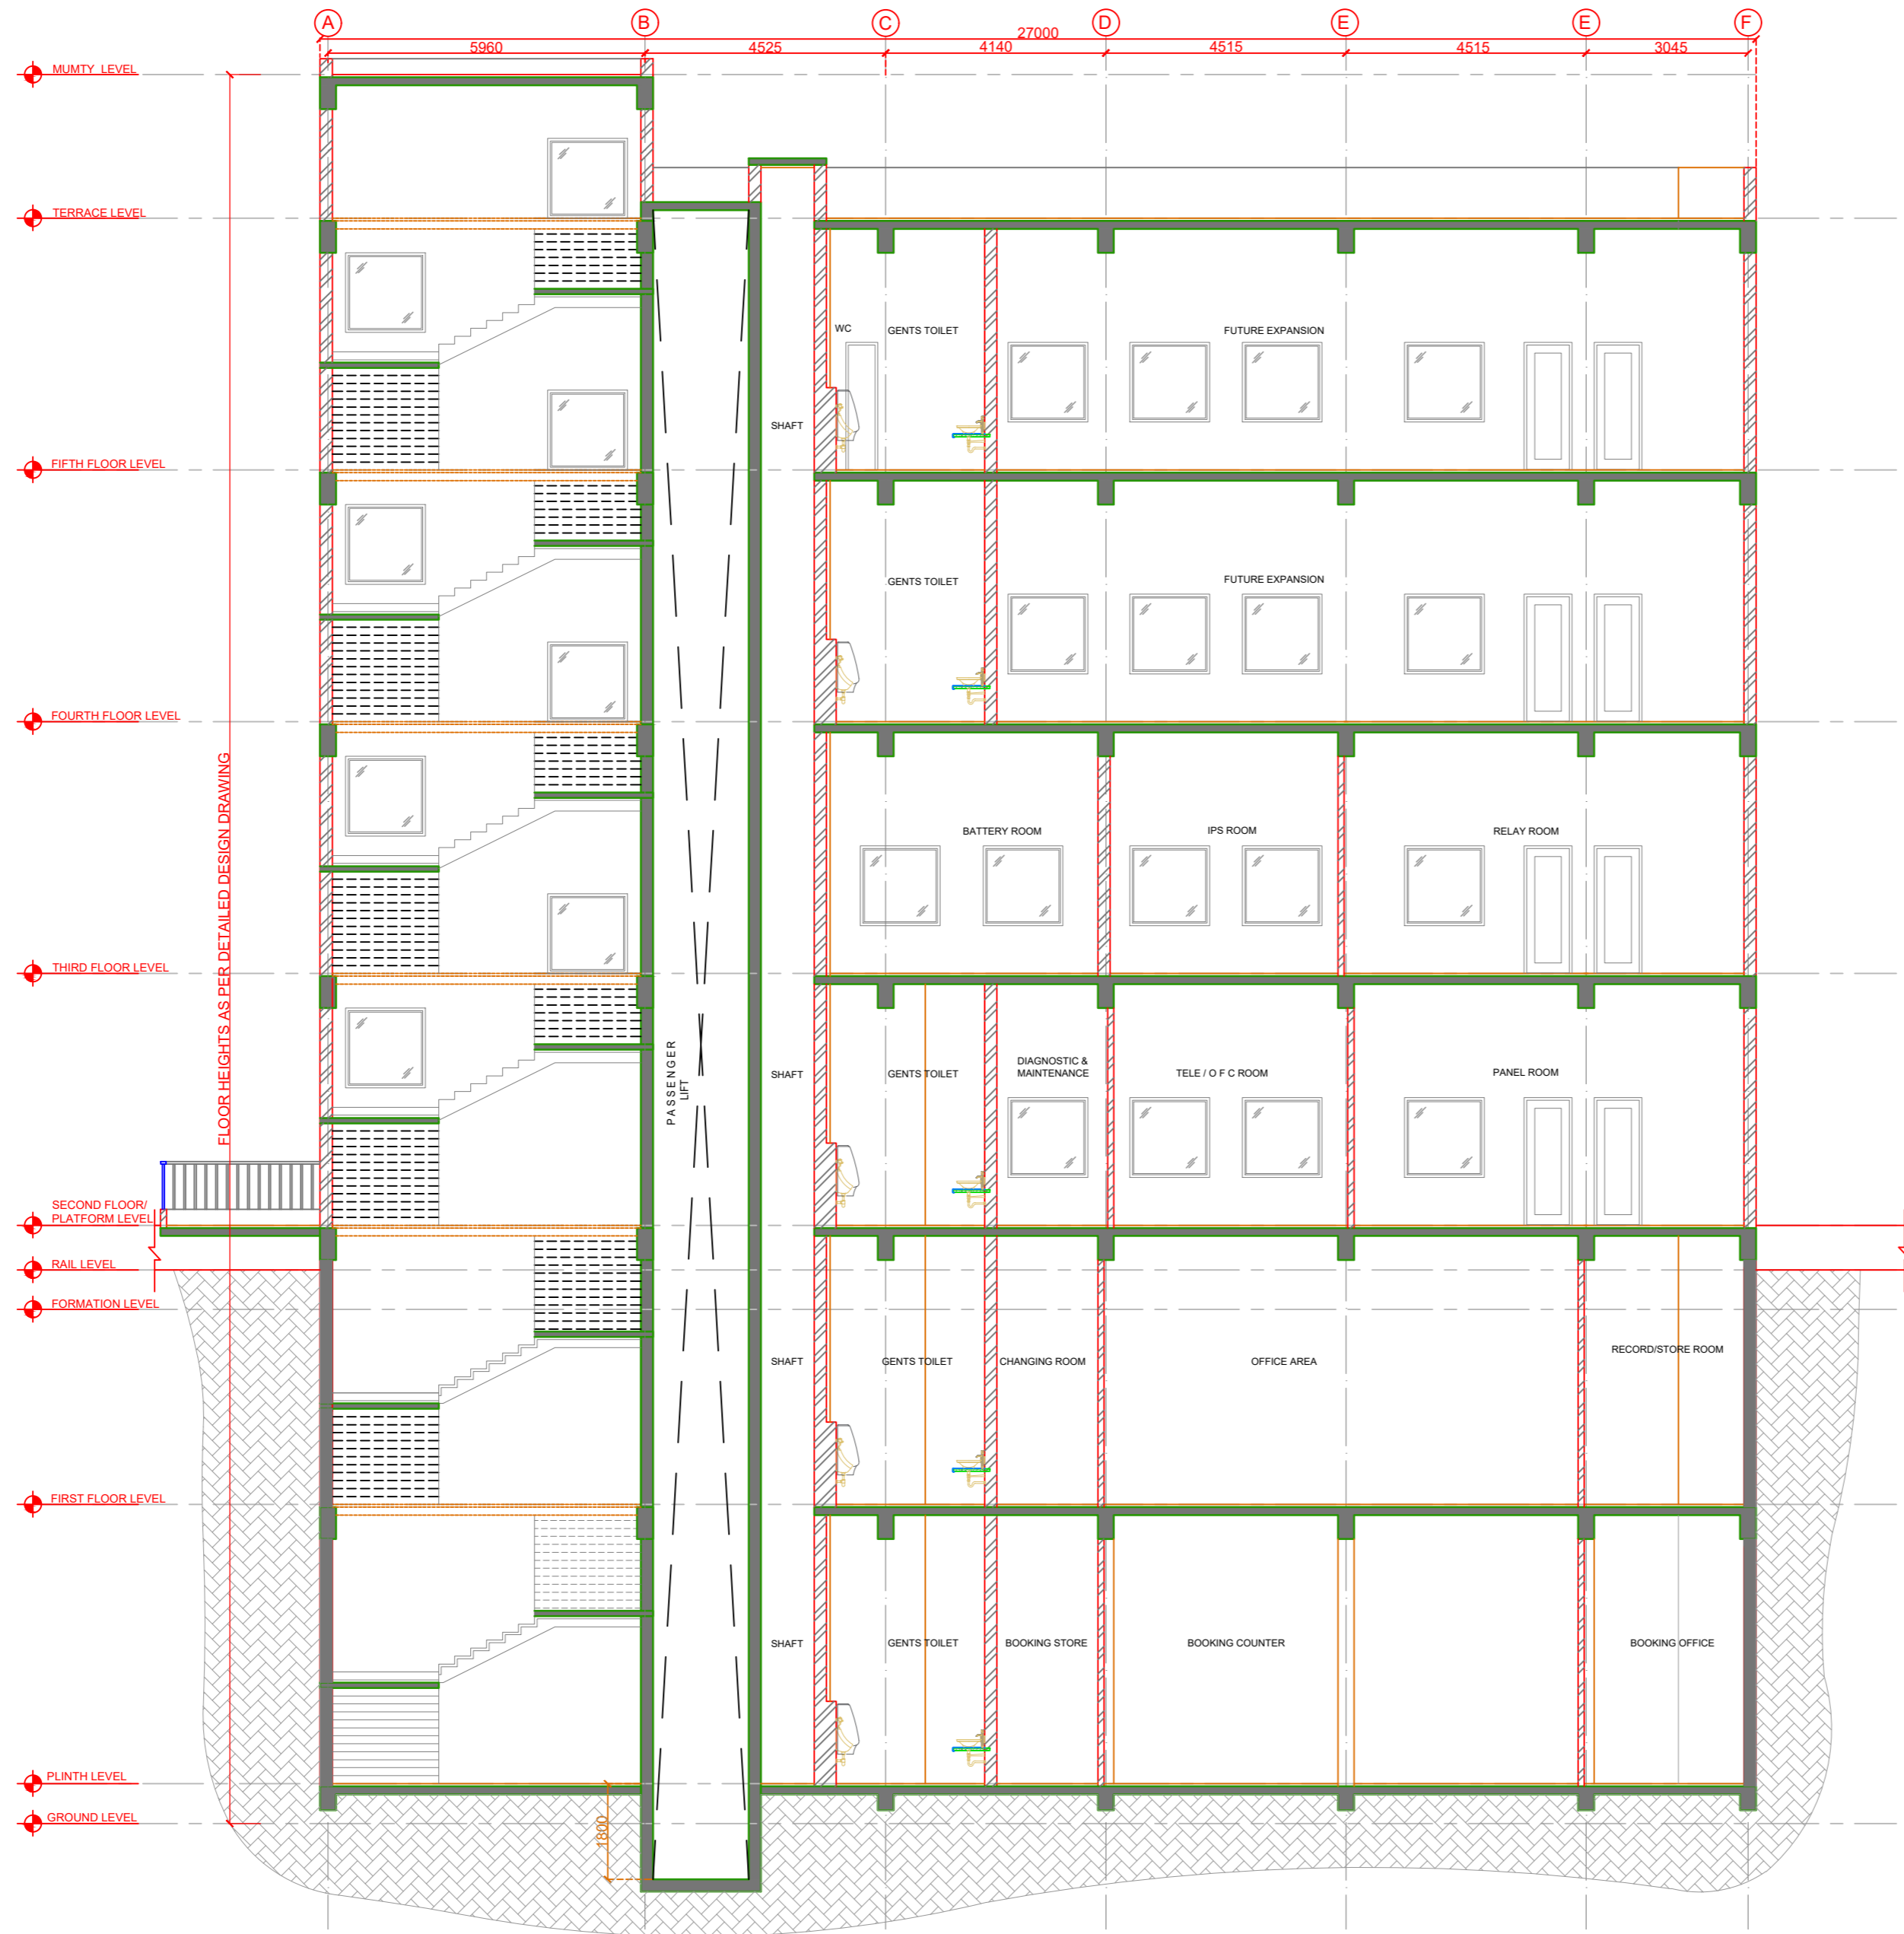 A B C D E E F
27000
5960 4525 4140 4515 4515 3045
MUMTY LEVEL
TERRACE LEVEL
WC GENTS TOILET FUTURE EXPANSION
SHAFT
FIFTH FLOOR LEVEL
GENTS TOILET FUTURE EXPANSION
FOURTH FLOOR LEVEL
FLOOR HEIGHTS AS PER DETAILED DESIGN DRAWING
BATTERY ROOM IPS ROOM RELAY ROOM
THIRD FLOOR LEVEL
PASSENGER
LIFT
SHAFT GENTS TOILET
DIAGNOSTIC &
MAINTENANCE
TELE / O F C ROOM PANEL ROOM
SECOND FLOOR/
PLATFORM LEVEL
RAIL LEVEL
FORMATION LEVEL
SHAFT GENTS TOILET CHANGING ROOM OFFICE AREA RECORD/STORE ROOM
FIRST FLOOR LEVEL
SHAFT GENTS TOILET BOOKING STORE BOOKING COUNTER BOOKING OFFICE
PLINTH LEVEL
GROUND LEVEL
1800